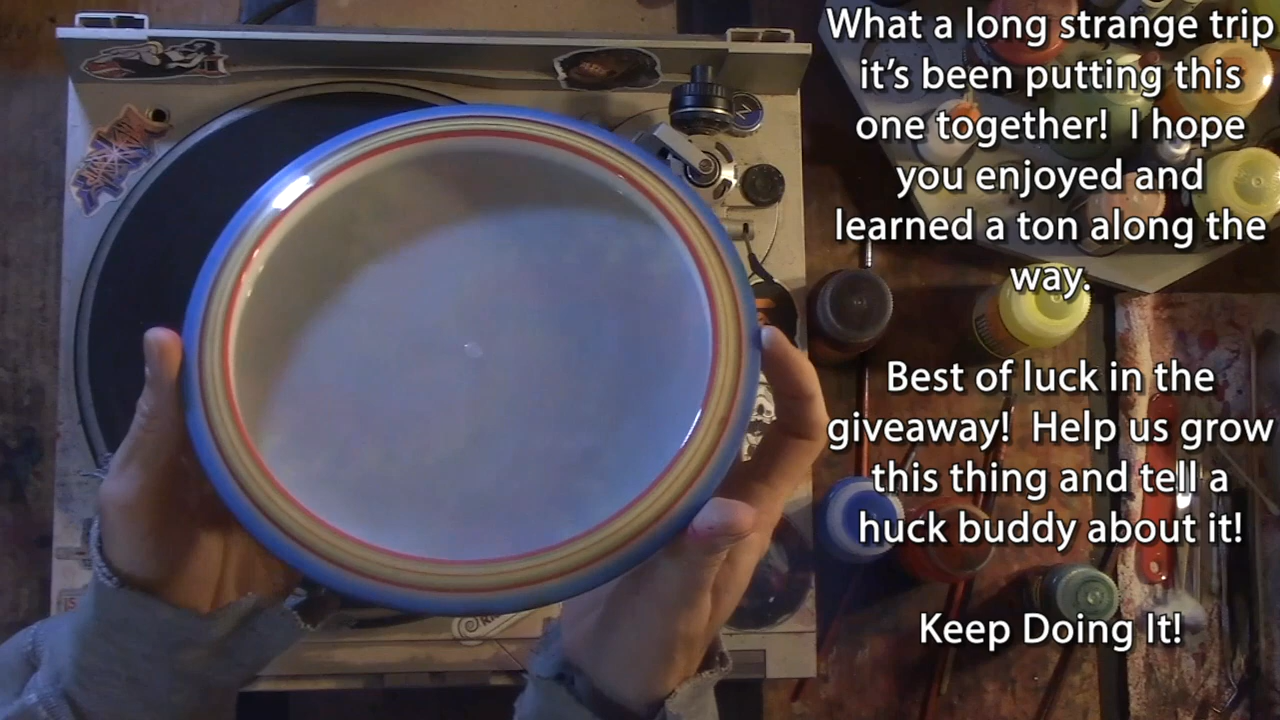 What a long strange trip
it's been putting this
one together!  I hope
you enjoyed and
learned a ton along the
way.
Best of luck in the
giveaway!  Help us grow
this thing and tell a
huck buddy about it!
Keep Doing It!
N